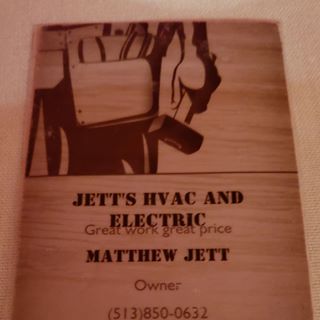 JETT'S HVAC AND
ELECTRIC
Great work great price
MATTHEW JETT
Owner
(513)850-0632